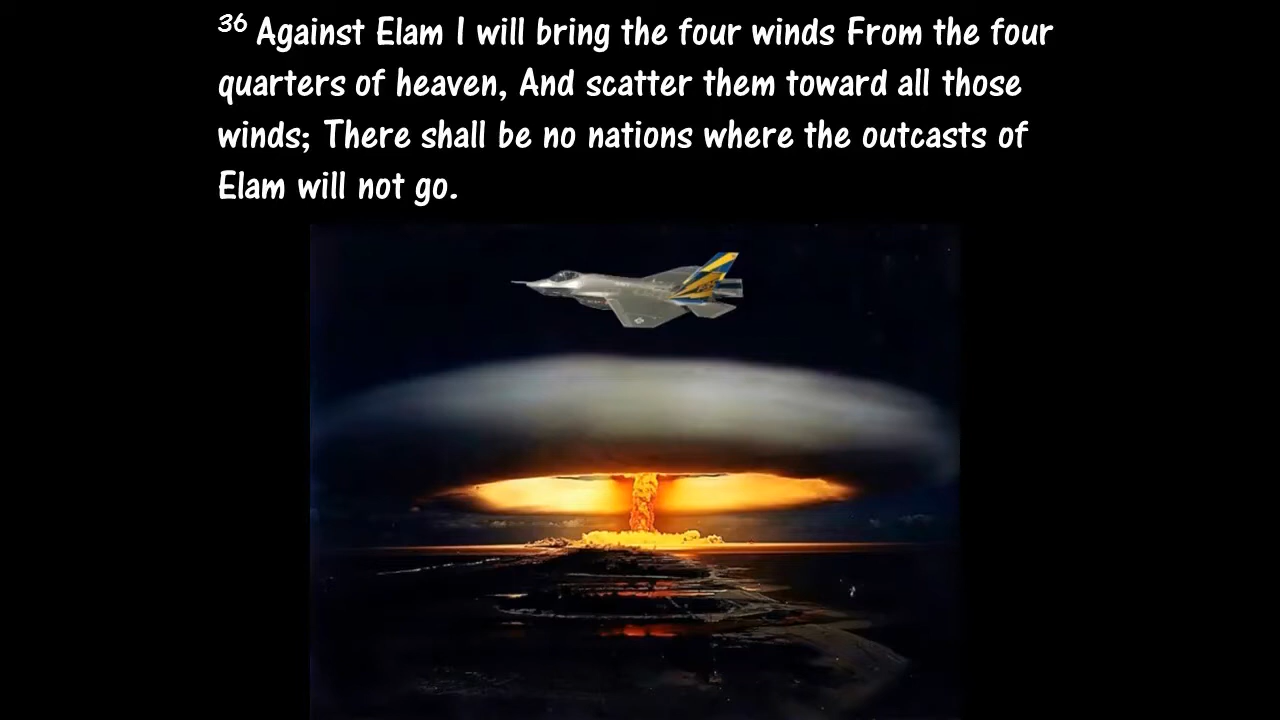 36 Against Elam I will bring the four winds From the four
quarters of heaven, And scatter them toward all those
winds; There shall be no nations where the outcasts of
Elam will not go.